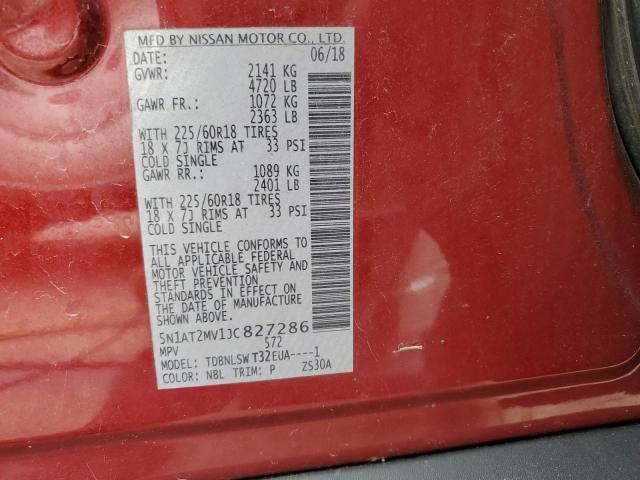 MFD BY NISSAN MOTOR CO., LTD.
DATE: 06/18
GVWR: 2141 KG
4720 LB
GAWR FR.: 1072 KG
2363 LB
WITH 225/60R18 TIRES
18 X 7J RIMS AT 33 PSI
COLD SINGLE
GAWR RR.: 1089 KG
2401 LB
WITH 225/60R18 TIRES
18 X 7J RIMS AT 33 PSI
COLD SINGLE
THIS VEHICLE CONFORMS TO
ALL APPLICABLE FEDERAL
MOTOR VEHICLE SAFETY AND
THEFT PREVENTION
STANDARDS IN EFFECT ON THE
DATE OF MANUFACTURE
SHOWN ABOVE.
5N1AT2MV1JC827286
MPV 572
MODEL: TDBNLSW T32EUA----1
COLOR: NBL TRIM: P ZS30A